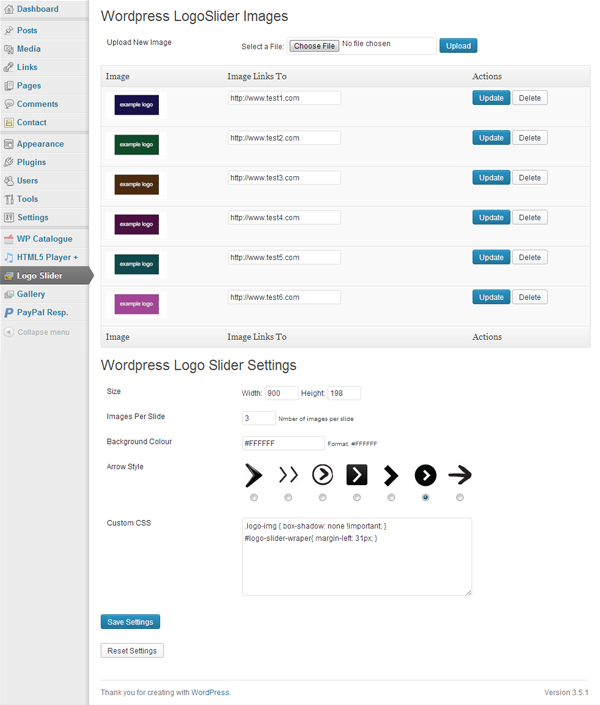 Dashboard
Posts
Media
Links
Pages
Comments
Contact
Appearance
Plugins
Users
Tools
Settings
WP Catalogue
HTML5 Player +
Logo Slider
Gallery
PayPal Resp.
Collapse menu
Wordpress LogoSlider Images
Upload New Image Select a File: Choose File No file chosen Upload
Image Image Links To Actions
example logo http://www.test1.com Update Delete
example logo http://www.test2.com Update Delete
example logo http://www.test3.com Update Delete
example logo http://www.test4.com Update Delete
example logo http://www.test5.com Update Delete
example logo http://www.test6.com Update Delete
Image Image Links To Actions
Wordpress Logo Slider Settings
Size Width: 900 Height: 198
Images Per Slide 3 Nmber of images per slide
Background Colour #FFFFFF Format: #FFFFFF
Arrow Style
Custom CSS .logo-img { box-shadow: none !important; }
#logo-slider-wraper{ margin-left: 31px; }
Save Settings
Reset Settings
Thank you for creating with WordPress. Version 3.5.1